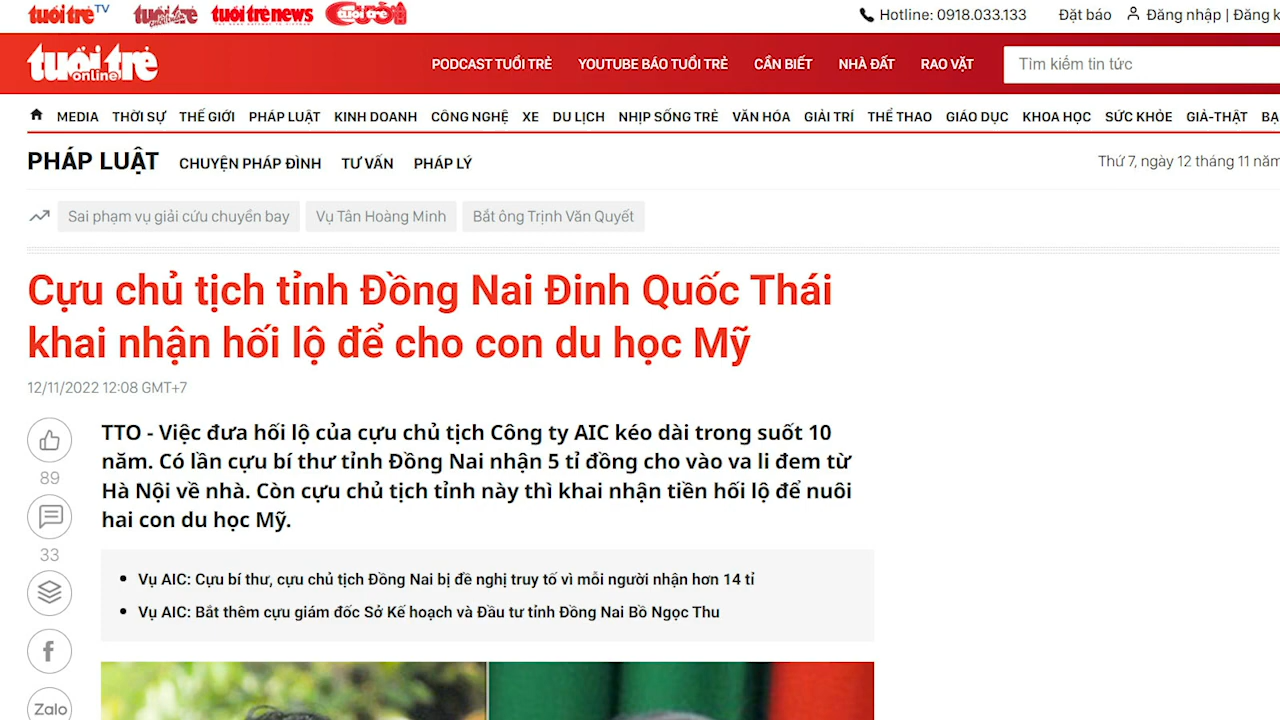 tuổi trẻ TV tuổi trẻ tuổi trẻ news tuổi trẻ Cười Hotline: 0918.033.133 Đặt báo Đăng nhập | Đăng k
tuổi trẻ online PODCAST TUỔI TRẺ YOUTUBE BÁO TUỔI TRẺ CẦN BIẾT NHÀ ĐẤT RAO VẶT Tìm kiếm tin tức
MEDIA THỜI SỰ THẾ GIỚI PHÁP LUẬT KINH DOANH CÔNG NGHỆ XE DU LỊCH NHỊP SỐNG TRẺ VĂN HÓA GIẢI TRÍ THỂ THAO GIÁO DỤC KHOA HỌC SỨC KHỎE GIẢ-THẬT BẠ
PHÁP LUẬT CHUYỆN PHÁP ĐÌNH TƯ VẤN PHÁP LÝ Thứ 7, ngày 12 tháng 11 năm
Sai phạm vụ giải cứu chuyến bay Vụ Tân Hoàng Minh Bắt ông Trịnh Văn Quyết
Cựu chủ tịch tỉnh Đồng Nai Đinh Quốc Thái
khai nhận hối lộ để cho con du học Mỹ
12/11/2022 12:08 GMT+7
TTO - Việc đưa hối lộ của cựu chủ tịch Công ty AIC kéo dài trong suốt 10
năm. Có lần cựu bí thư tỉnh Đồng Nai nhận 5 tỉ đồng cho vào va li đem từ
Hà Nội về nhà. Còn cựu chủ tịch tỉnh này thì khai nhận tiền hối lộ để nuôi
hai con du học Mỹ.
89
33
Vụ AIC: Cựu bí thư, cựu chủ tịch Đồng Nai bị đề nghị truy tố vì mỗi người nhận hơn 14 tỉ
Vụ AIC: Bắt thêm cựu giám đốc Sở Kế hoạch và Đầu tư tỉnh Đồng Nai Bồ Ngọc Thu
Zalo